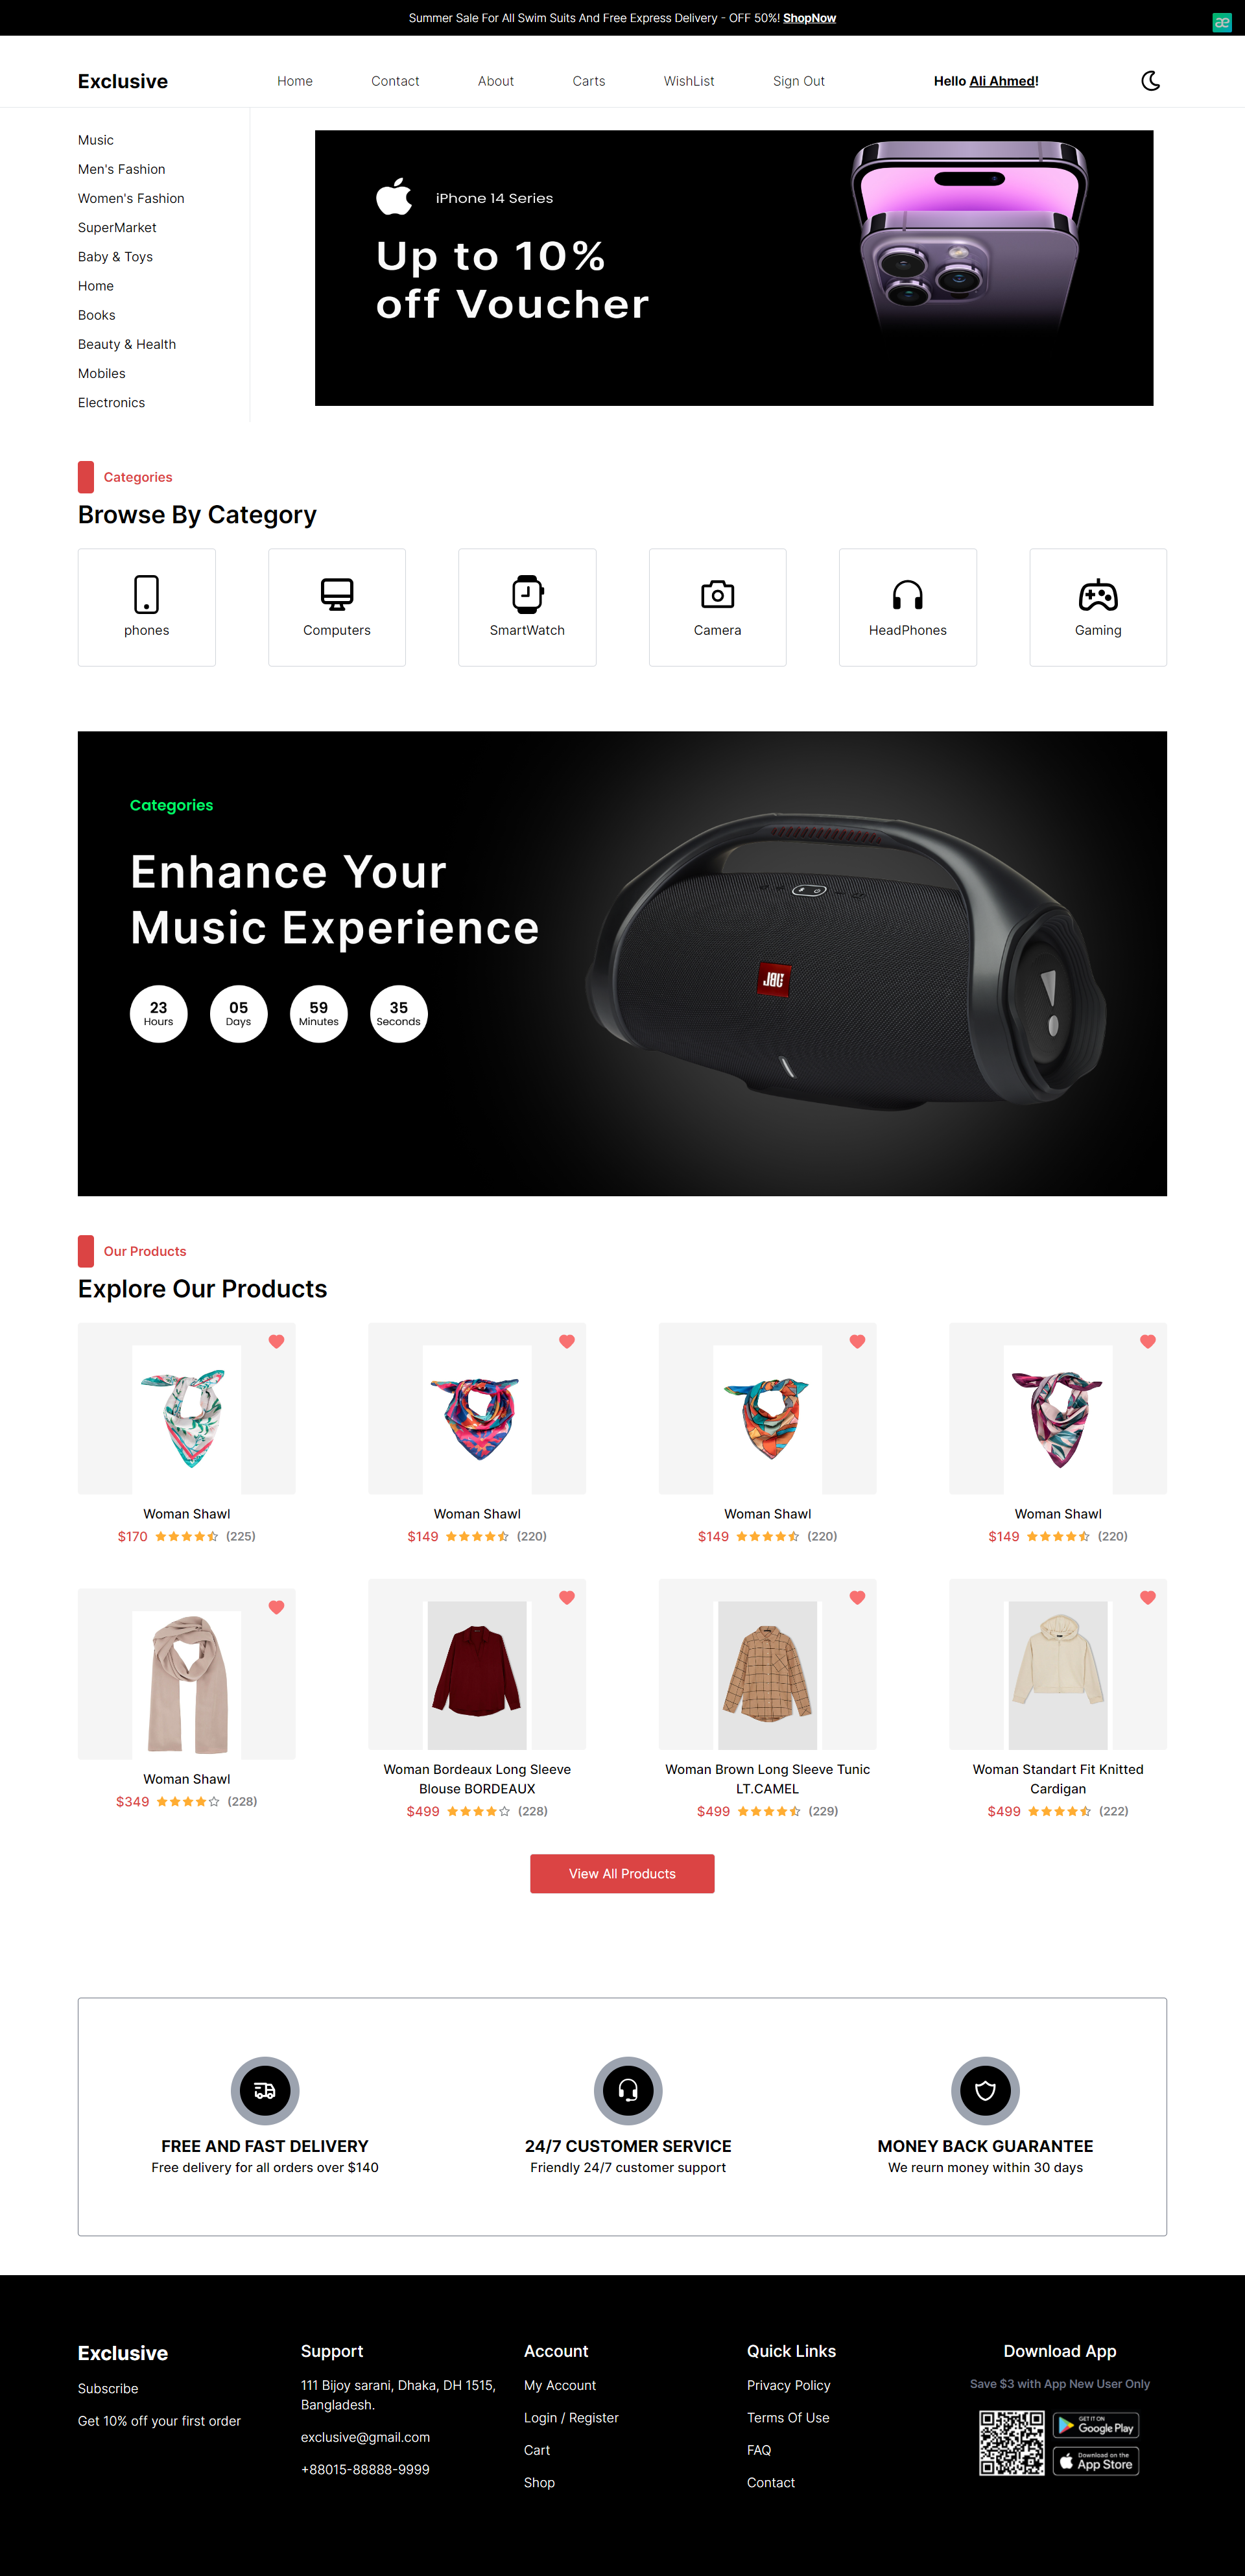 Summer Sale For All Swim Suits And Free Express Delivery - OFF 50%! ShopNow
æ
Exclusive
Home
Contact
About
Carts
WishList
Sign Out
Hello Ali Ahmed!
Music
Men's Fashion
Women's Fashion
SuperMarket
Baby & Toys
Home
Books
Beauty & Health
Mobiles
Electronics
iPhone 14 Series
Up to 10%
off Voucher
Categories
Browse By Category
phones
Computers
SmartWatch
Camera
HeadPhones
Gaming
Categories
Enhance Your
Music Experience
23
Hours
05
Days
59
Minutes
35
Seconds
JBL
Our Products
Explore Our Products
Woman Shawl
$170 (225)
Woman Shawl
$149 (220)
Woman Shawl
$149 (220)
Woman Shawl
$149 (220)
Woman Shawl
$349 (228)
Woman Bordeaux Long Sleeve
Blouse BORDEAUX
$499 (228)
Woman Brown Long Sleeve Tunic
LT.CAMEL
$499 (229)
Woman Standart Fit Knitted
Cardigan
$499 (222)
View All Products
FREE AND FAST DELIVERY
Free delivery for all orders over $140
24/7 CUSTOMER SERVICE
Friendly 24/7 customer support
MONEY BACK GUARANTEE
We reurn money within 30 days
Exclusive
Subscribe
Get 10% off your first order
Support
111 Bijoy sarani, Dhaka, DH 1515,
Bangladesh.
exclusive@gmail.com
+88015-88888-9999
Account
My Account
Login / Register
Cart
Shop
Quick Links
Privacy Policy
Terms Of Use
FAQ
Contact
Download App
Save $3 with App New User Only
GET IT ON
Google Play
Download on the
App Store